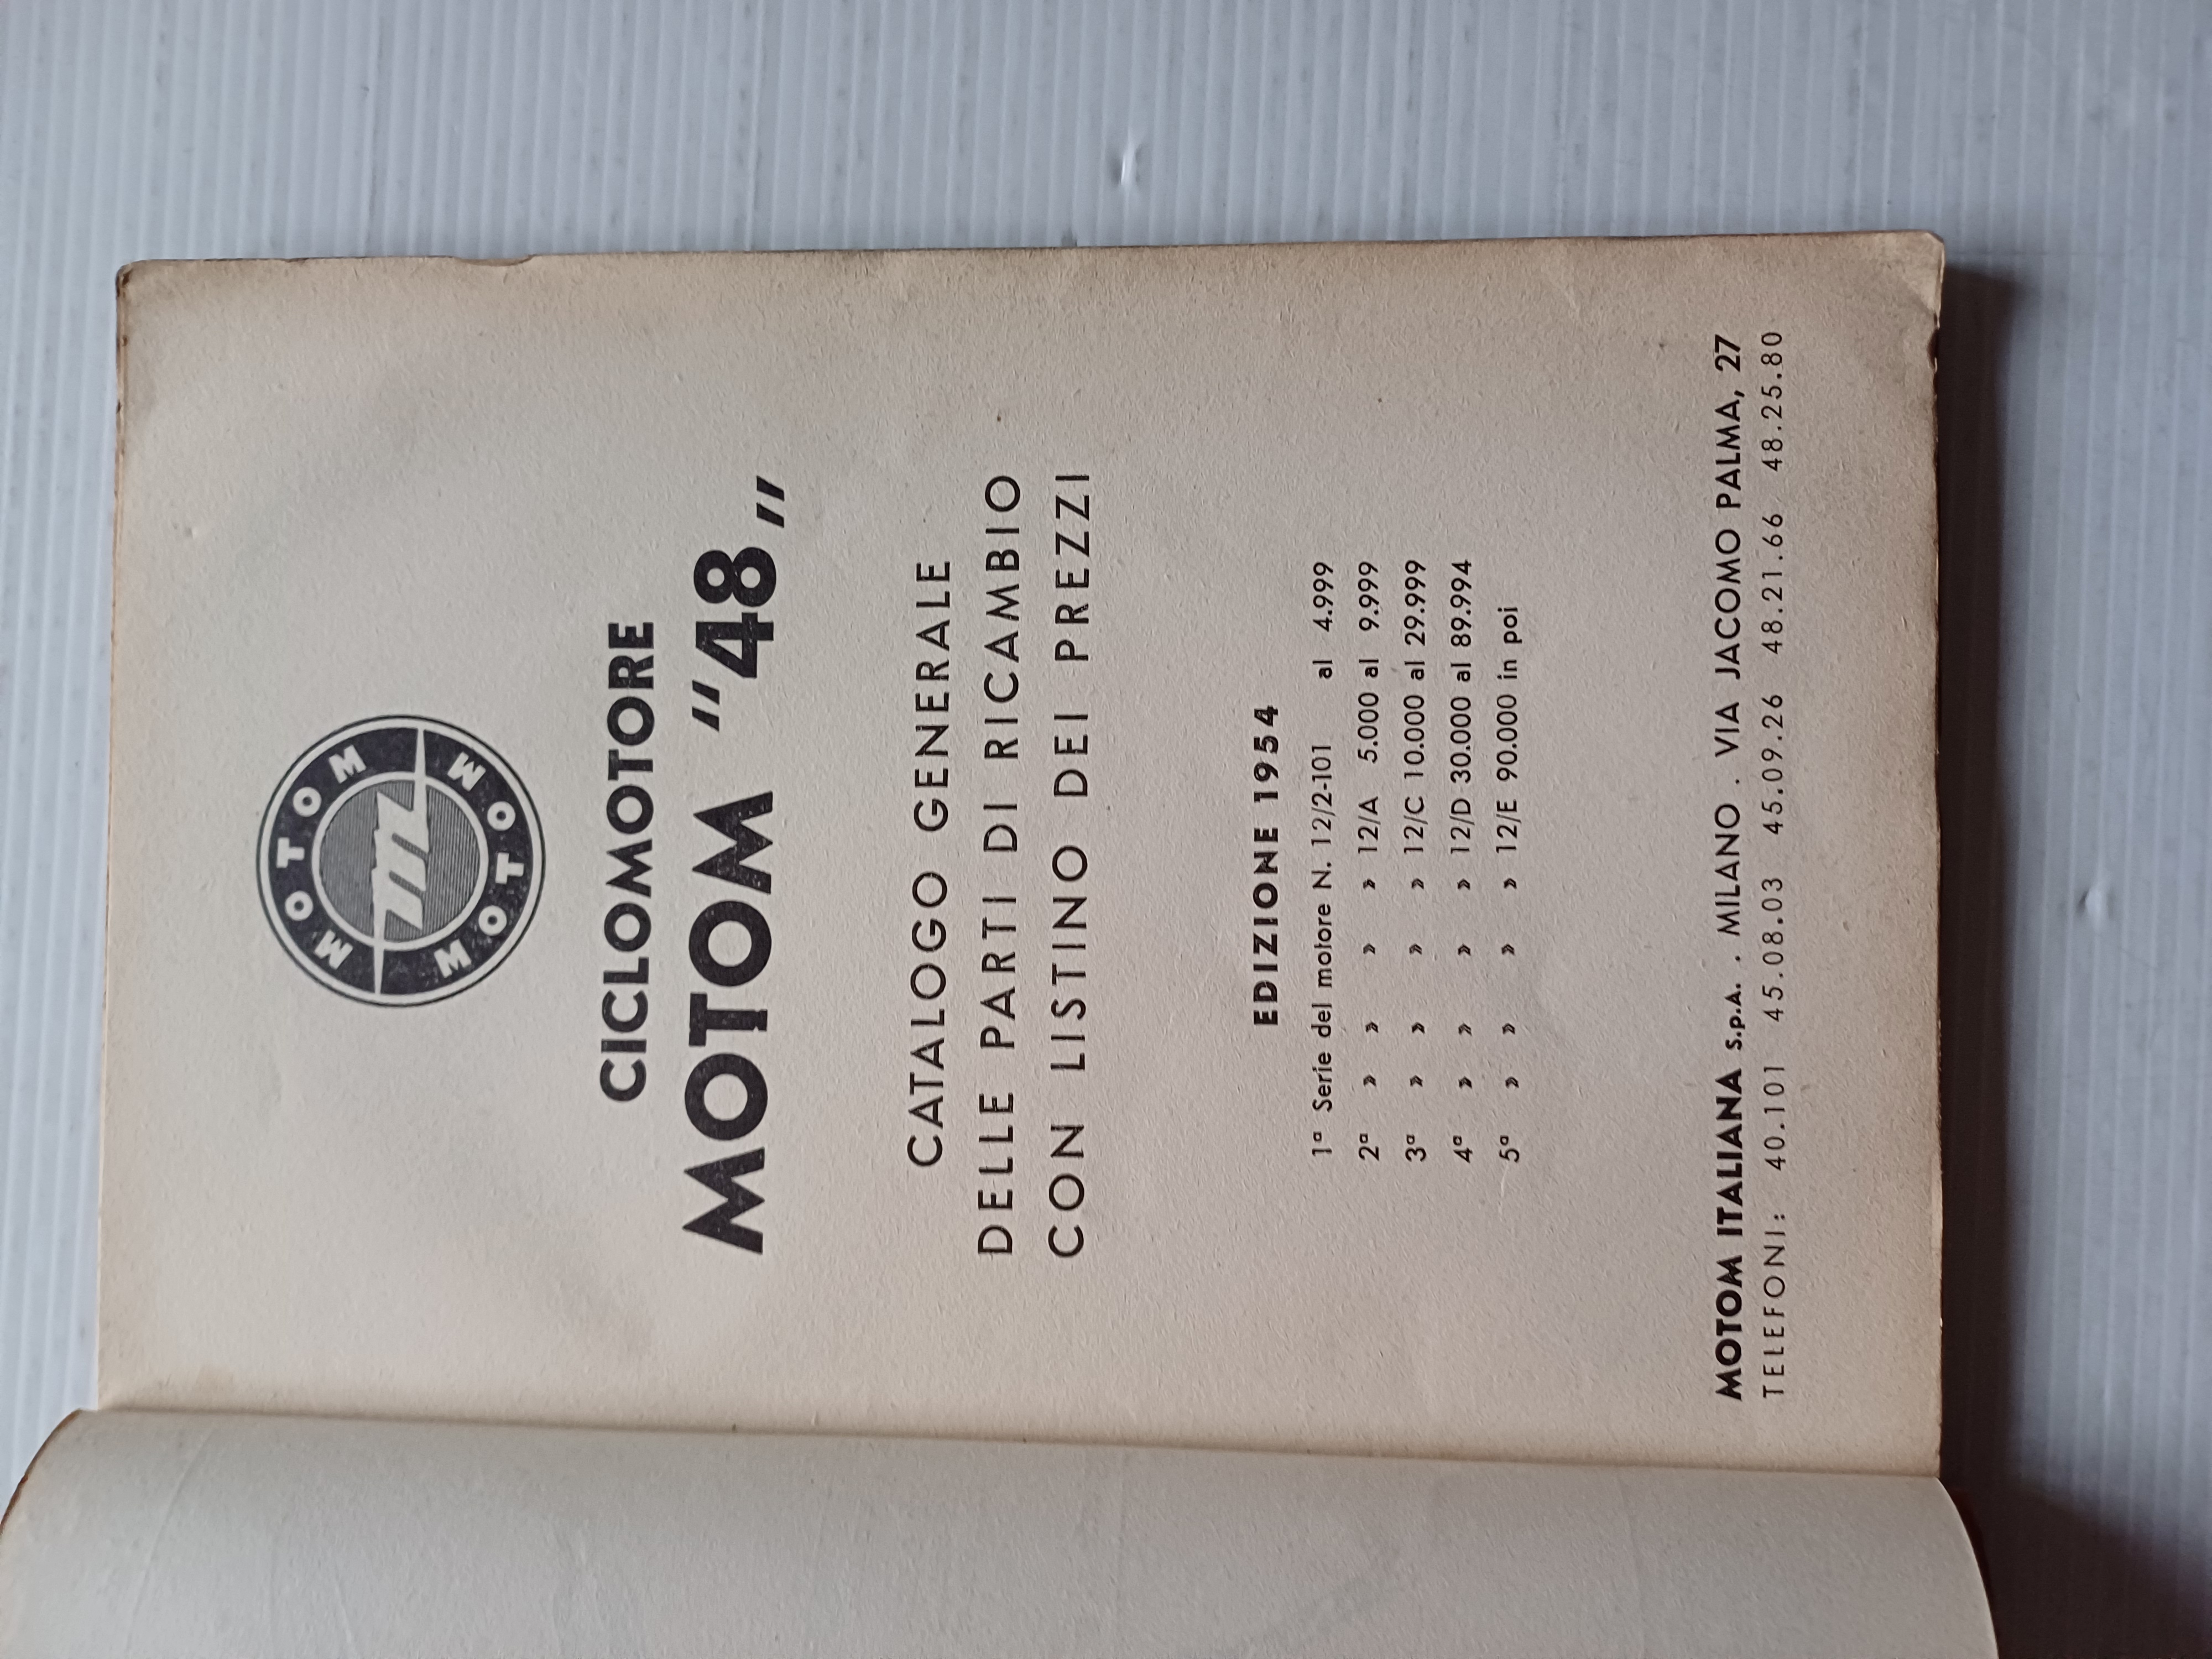 MOTOM
MOTOM
CICLOMOTORE
MOTOM "48„
CATALOGO GENERALE
DELLE PARTI DI RICAMBIO
CON LISTINO DEI PREZZI
EDIZIONE 1954
1ª Serie del motore N. 12/2-101 al 4.999
2ª » » » » 12/A 5.000 al 9.999
3ª » » » » 12/C 10.000 al 29.999
4ª » » » » 12/D 30.000 al 89.994
5ª » » » » 12/E 90.000 in poi
MOTOM ITALIANA S.p.A. . MILANO . VIA JACOMO PALMA, 27
TELEFONI: 40.101 45.08.03 45.09.26 48.21.66 48.25.80